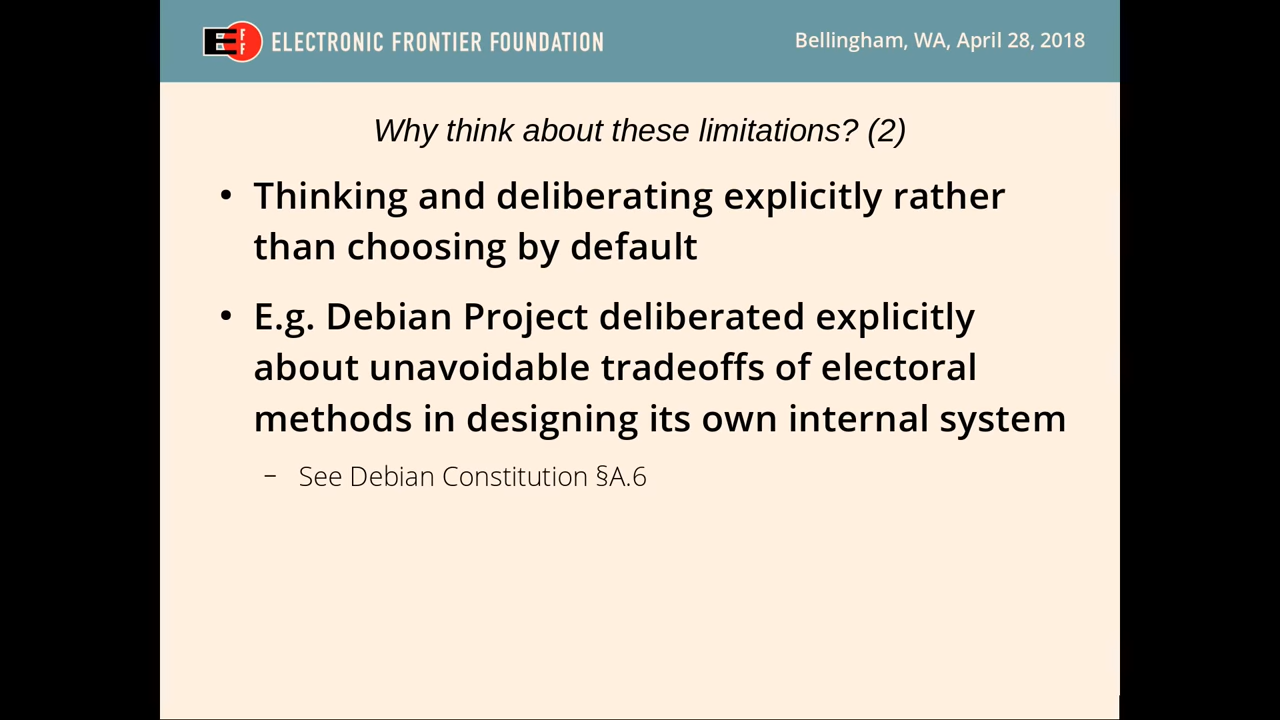 EFF ELECTRONIC FRONTIER FOUNDATION
Bellingham, WA, April 28, 2018
Why think about these limitations? (2)
• Thinking and deliberating explicitly rather
than choosing by default
• E.g. Debian Project deliberated explicitly
about unavoidable tradeoffs of electoral
methods in designing its own internal system
– See Debian Constitution §A.6